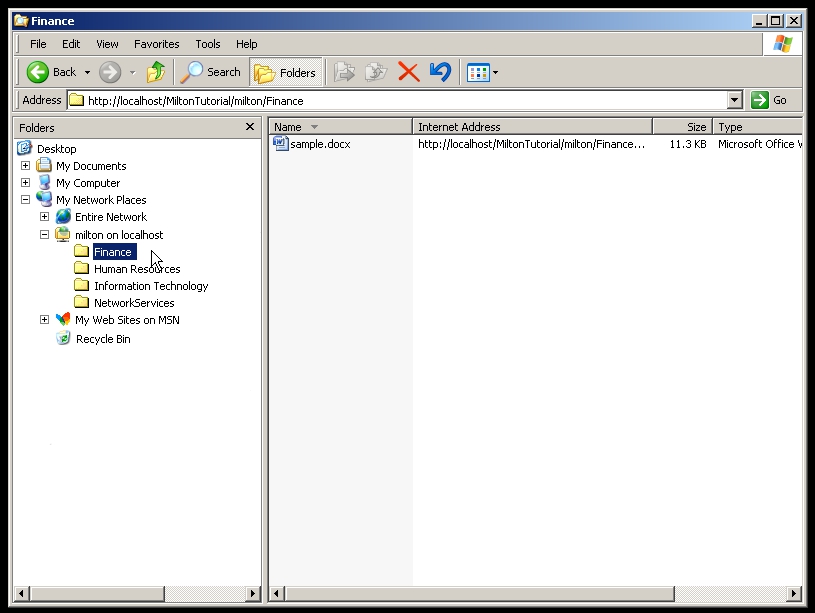 Finance
File Edit View Favorites Tools Help
Back Search Folders
Address http://localhost/MiltonTutorial/milton/Finance Go
Folders
Name Internet Address Size Type
Desktop
sample.docx http://localhost/MiltonTutorial/milton/Finance... 11.3 KB Microsoft Office
My Documents
My Computer
My Network Places
Entire Network
milton on localhost
Finance
Human Resources
Information Technology
NetworkServices
My Web Sites on MSN
Recycle Bin